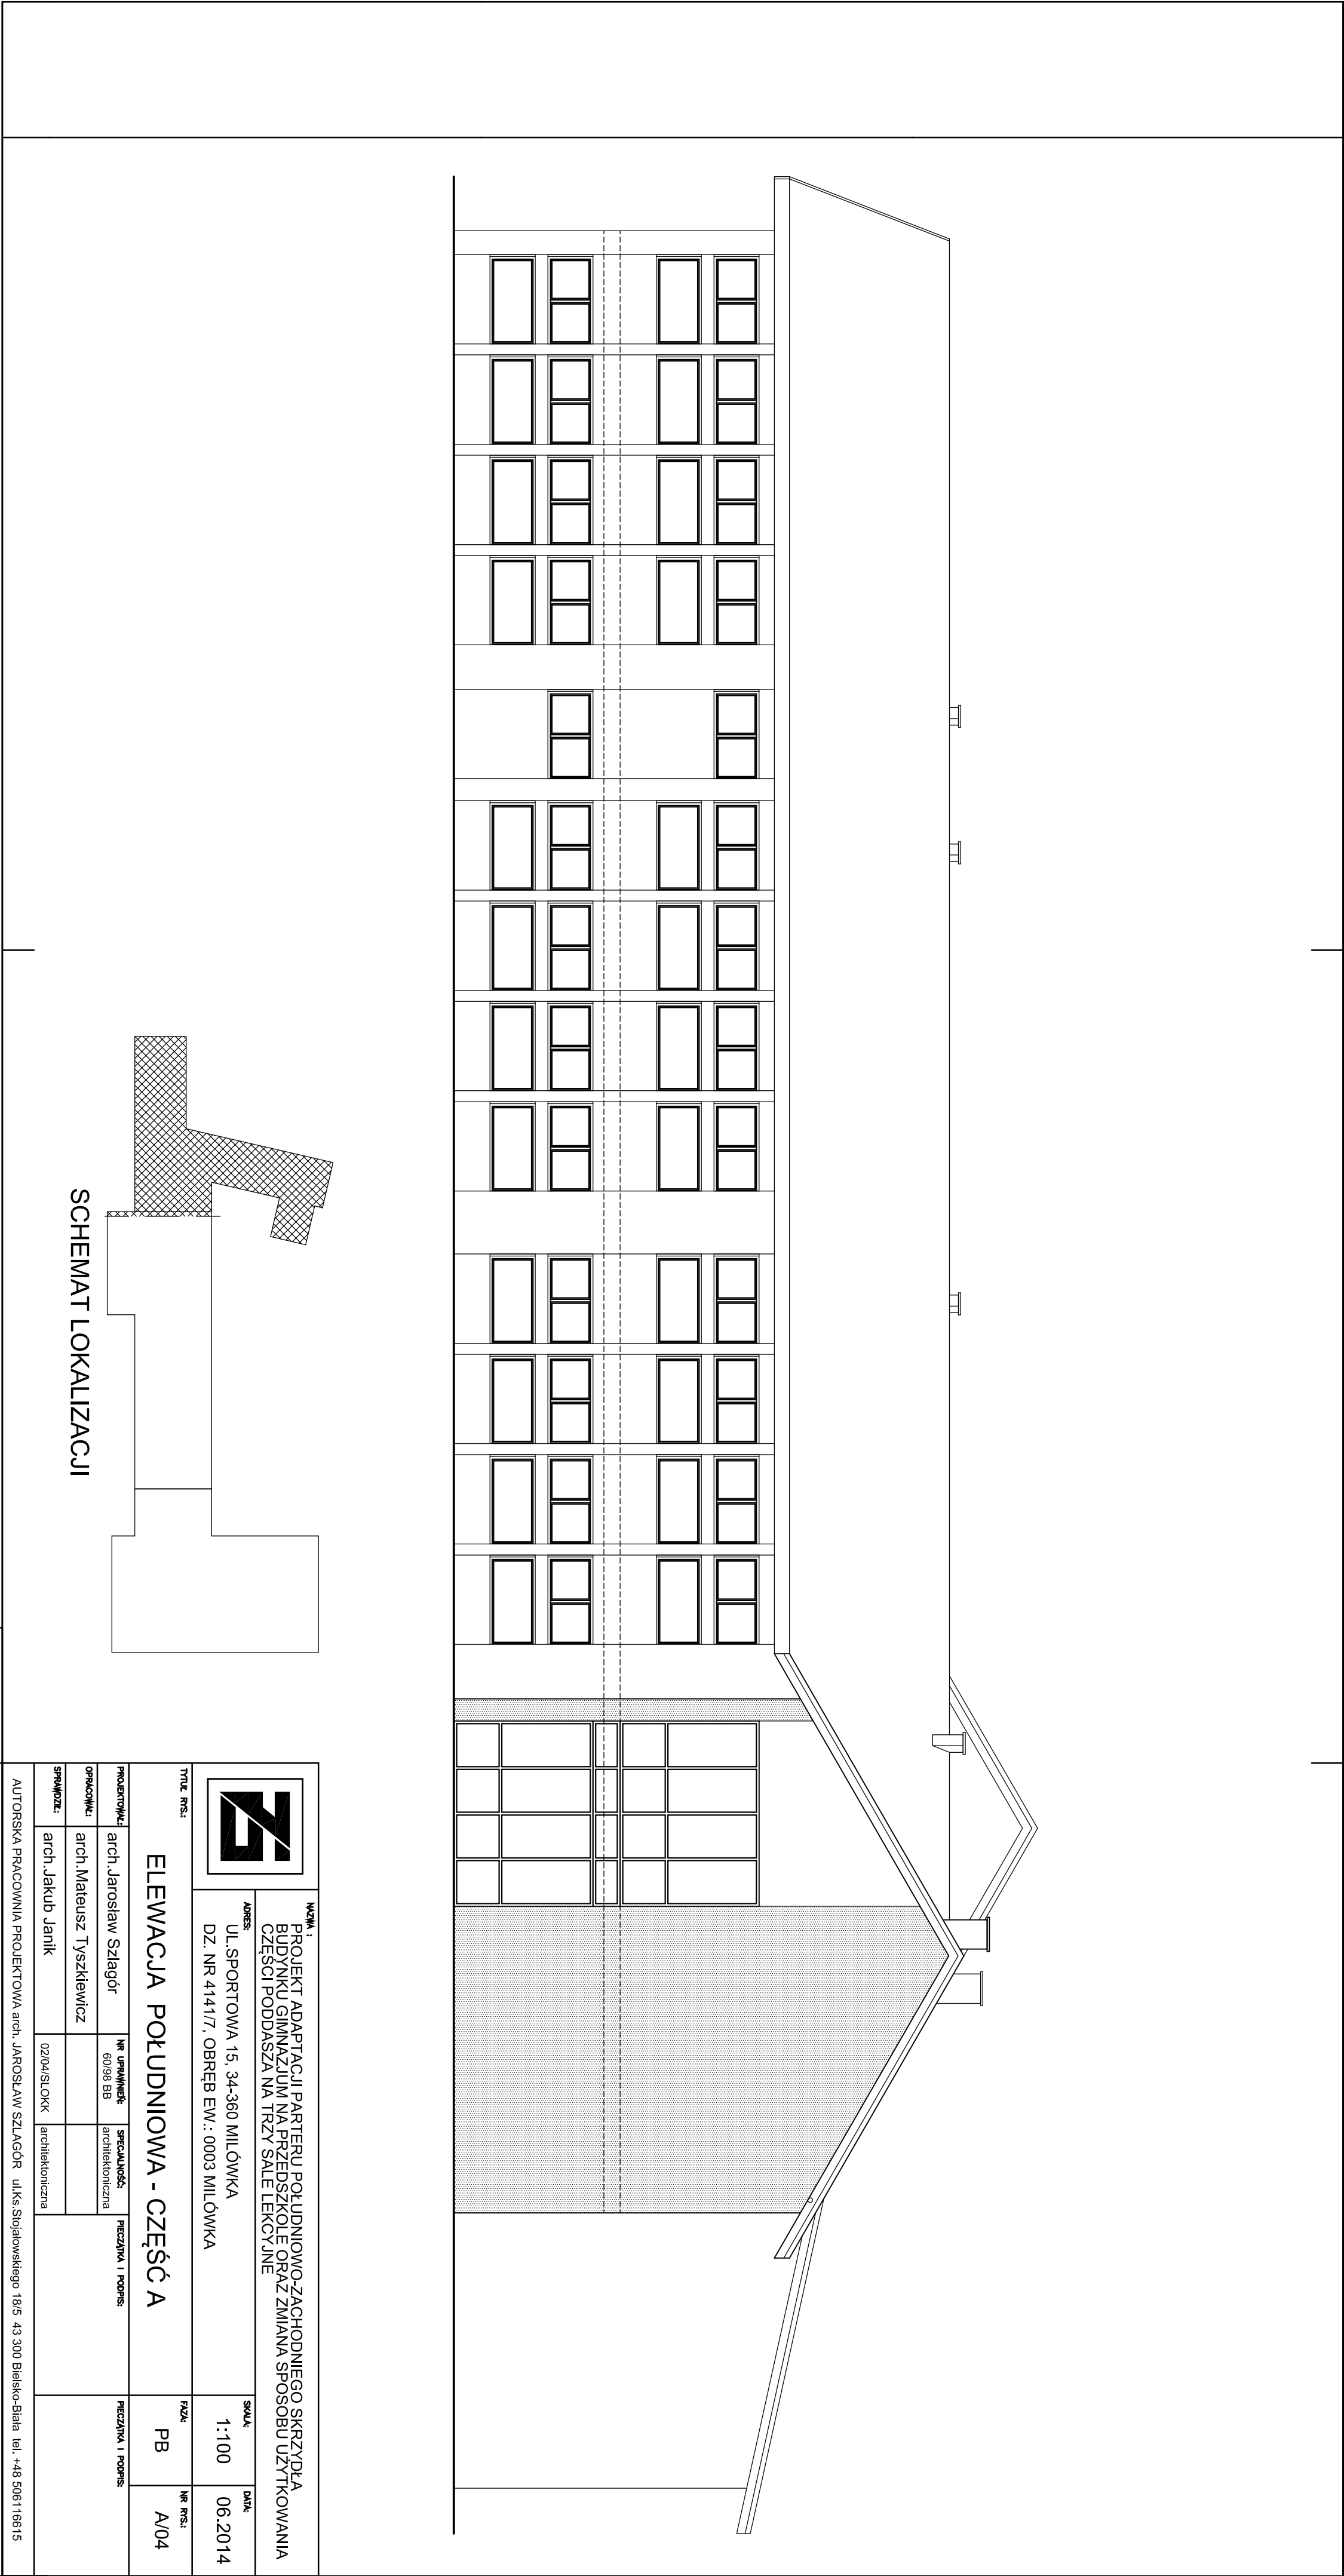 SCHEMAT LOKALIZACJI
NAZWA :
PROJEKT ADAPTACJI PARTERU POŁUDNIOWO-ZACHODNIEGO SKRZYDŁA
BUDYNKU GIMNAZJUM NA PRZEDSZKOLE ORAZ ZMIANA SPOSOBU UŻYTKOWANIA
CZĘŚCI PODDASZA NA TRZY SALE LEKCYJNE
ADRES:
UL.SPORTOWA 15, 34-360 MILÓWKA
DZ. NR 4141/7, OBRĘB EW.: 0003 MILÓWKA
SKALA:
1:100
DATA:
06.2014
TYTUŁ RYS.:
ELEWACJA POŁUDNIOWA - CZĘŚĆ A
FAZA:
PB
NR RYS.:
A/04
PROJEKTOWAŁ:
arch.Jarosław Szlagór
NR UPRAWNIEŃ:
60/98 BB
SPECJALNOŚĆ:
architektoniczna
PIECZĄTKA I PODPIS:
PIECZĄTKA I PODPIS:
OPRACOWAŁ:
arch.Mateusz Tyszkiewicz
SPRAWDZIŁ:
arch.Jakub Janik
02/04/SLOKK
architektoniczna
AUTORSKA PRACOWNIA PROJEKTOWA arch. JAROSŁAW SZLAGÓR ul.Ks.Stojałowskiego 18/5 43 300 Bielsko-Biała tel. +48 506116615